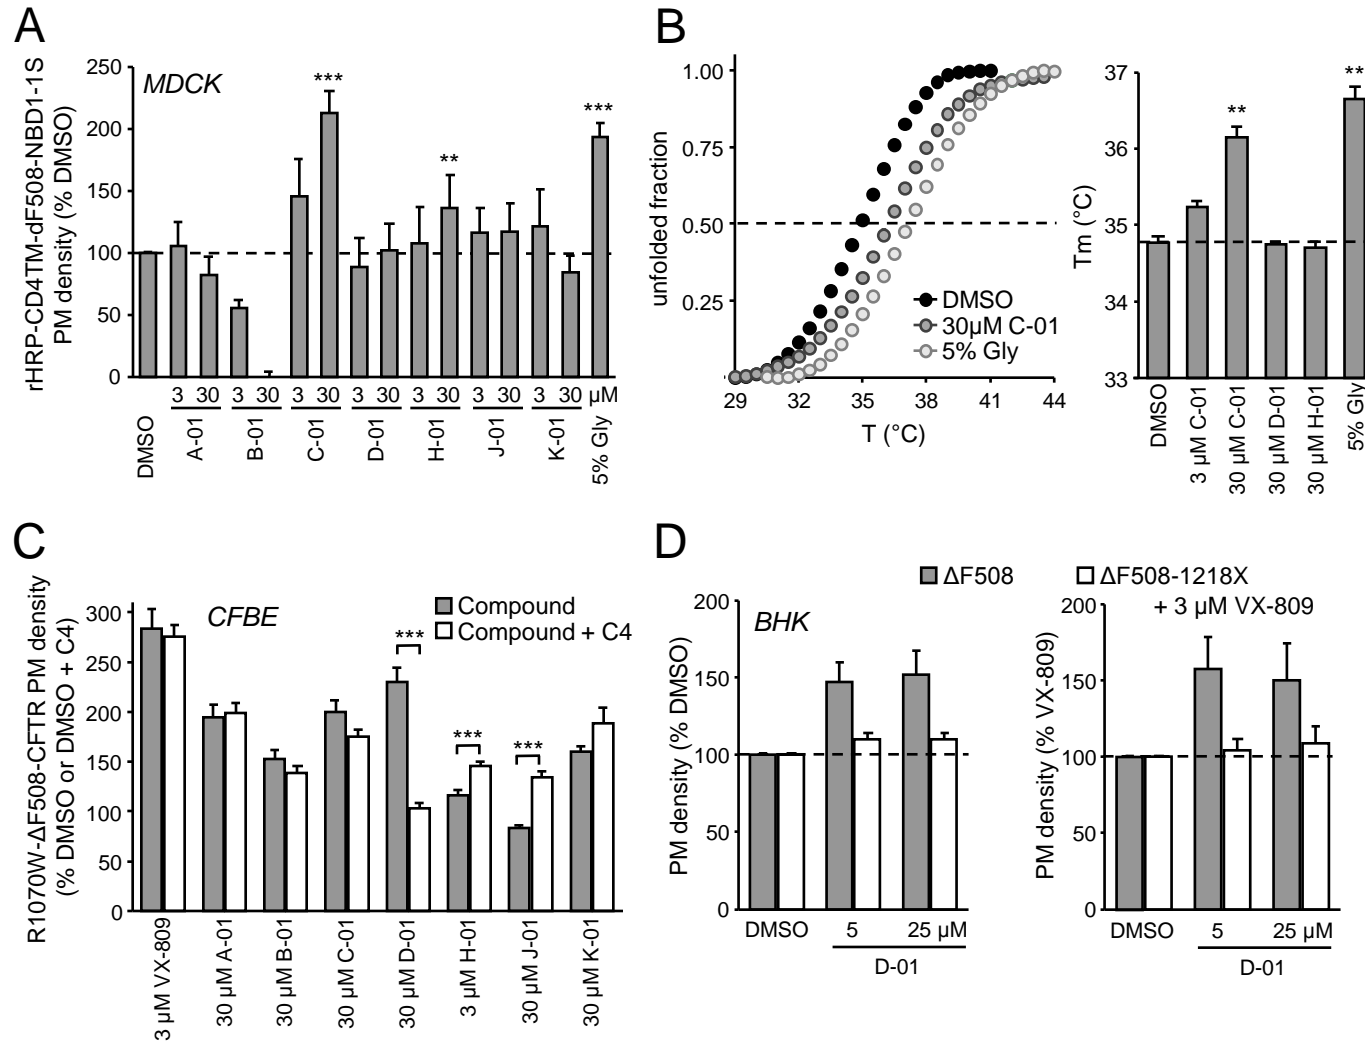 A
rHRP-CD4TM-dF508-NBD1-1S
PM density (% DMSO)
250
200
150
100
50
0
MDCK
***
**
***
3 30 3 30 3 30 3 30 3 30 3 30 3 30 µM
DMSO
A-01
B-01
C-01
D-01
H-01
J-01
K-01
5% Gly
B
unfolded fraction
1.00
0.75
0.50
0.25
DMSO
30µM C-01
5% Gly
29 32 35 38 41 44
T (°C)
Tm (°C)
37
36
35
34
33
**
**
DMSO
3 µM C-01
30 µM C-01
30 µM D-01
30 µM H-01
5% Gly
C
R1070W-ΔF508-CFTR PM density
(% DMSO or DMSO + C4)
300
250
200
150
100
50
0
CFBE
Compound
Compound + C4
***
***
***
3 µM VX-809
30 µM A-01
30 µM B-01
30 µM C-01
30 µM D-01
3 µM H-01
30 µM J-01
30 µM K-01
D
ΔF508
ΔF508-1218X
PM density (% DMSO)
200
150
100
50
0
BHK
DMSO 5 25 µM
D-01
+ 3 µM VX-809
PM density (% VX-809)
200
150
100
50
0
DMSO 5 25 µM
D-01